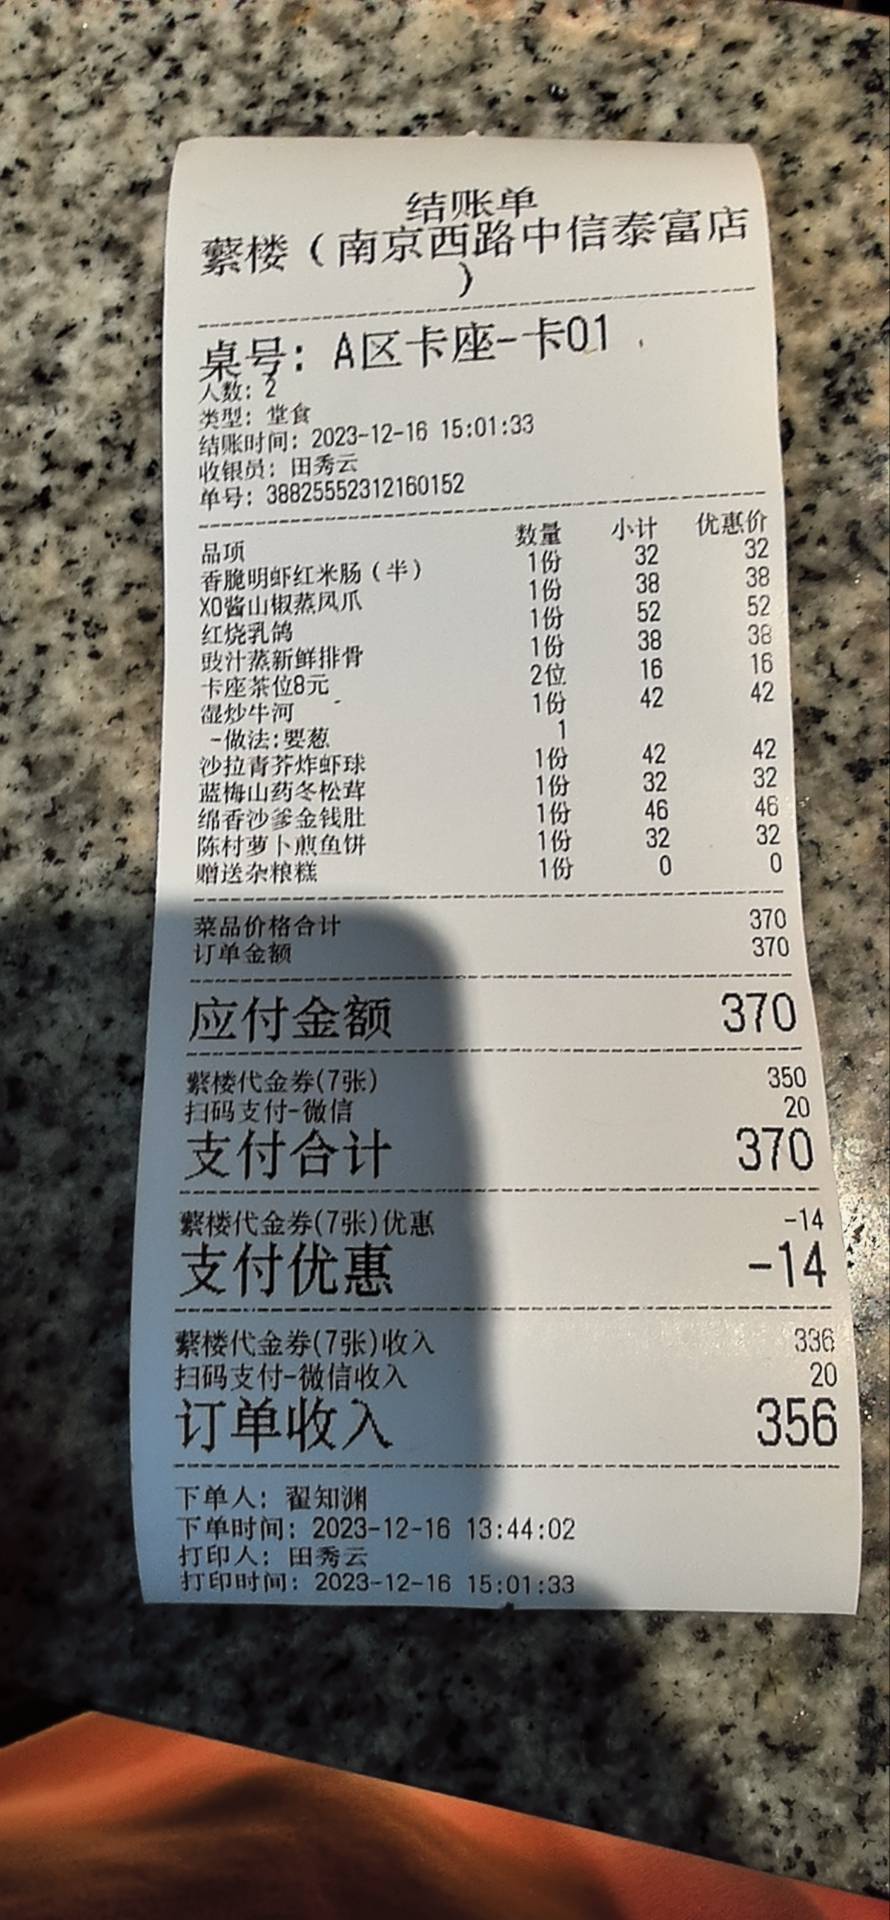 结账单
蘩楼（南京西路中信泰富店
）
桌号：A区卡座-卡01
人数：2
类型：堂食
结账时间：2023-12-16 15:01:33
收银员：田秀云
单号：38825552312160152
品项 数量 小计 优惠价
香脆明虾红米肠（半） 1份 32 32
XO酱山椒蒸凤爪 1份 38 38
红烧乳鸽 1份 52 52
豉汁蒸新鲜排骨 1份 38 38
卡座茶位8元 2位 16 16
湿炒牛河 1份 42 42
-做法:要葱 1
沙拉青芥炸虾球 1份 42 42
蓝梅山药冬松茸 1份 32 32
绵香沙爹金钱肚 1份 46 46
陈村萝卜煎鱼饼 1份 32 32
赠送杂粮糕 1份 0 0
菜品价格合计 370
订单金额 370
应付金额 370
蘩楼代金券(7张) 350
扫码支付-微信 20
支付合计 370
蘩楼代金券(7张)优惠 -14
支付优惠 -14
蘩楼代金券(7张)收入 336
扫码支付-微信收入 20
订单收入 356
下单人：翟知渊
下单时间：2023-12-16 13:44:02
打印人：田秀云
打印时间：2023-12-16 15:01:33